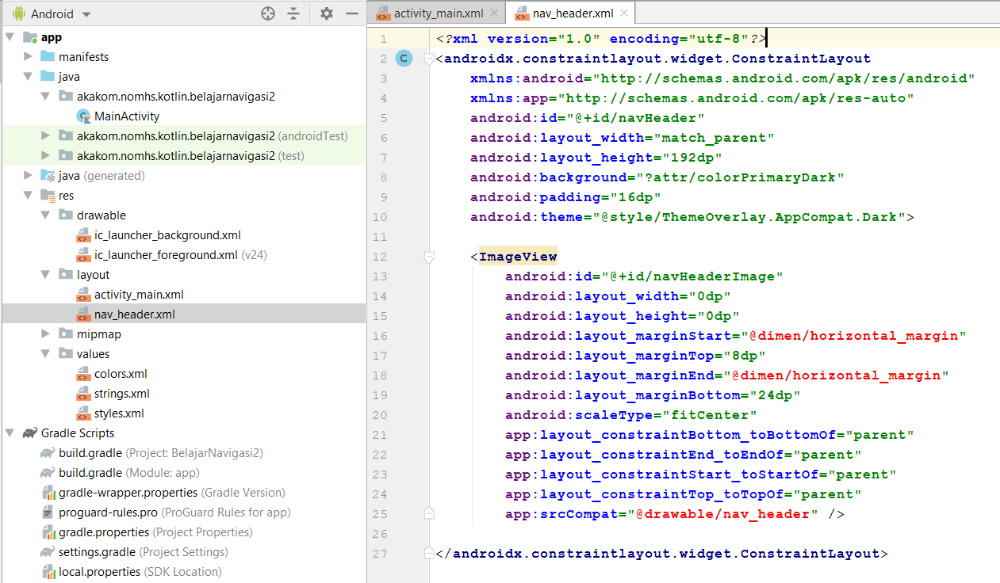 Android
app
manifests
java
akakom.nomhs.kotlin.belajarnavigasi2
MainActivity
akakom.nomhs.kotlin.belajarnavigasi2 (androidTest)
akakom.nomhs.kotlin.belajarnavigasi2 (test)
java (generated)
res
drawable
ic_launcher_background.xml
ic_launcher_foreground.xml (v24)
layout
activity_main.xml
nav_header.xml
mipmap
values
colors.xml
strings.xml
styles.xml
Gradle Scripts
build.gradle (Project: BelajarNavigasi2)
build.gradle (Module: app)
gradle-wrapper.properties (Gradle Version)
proguard-rules.pro (ProGuard Rules for app)
gradle.properties (Project Properties)
settings.gradle (Project Settings)
local.properties (SDK Location)
activity_main.xml nav_header.xml
1 <?xml version="1.0" encoding="utf-8"?>
2 C <androidx.constraintlayout.widget.ConstraintLayout
3 xmlns:android="http://schemas.android.com/apk/res/android"
4 xmlns:app="http://schemas.android.com/apk/res-auto"
5 android:id="@+id/navHeader"
6 android:layout_width="match_parent"
7 android:layout_height="192dp"
8 android:background="?attr/colorPrimaryDark"
9 android:padding="16dp"
10 android:theme="@style/ThemeOverlay.AppCompat.Dark">
11
12 <ImageView
13 android:id="@+id/navHeaderImage"
14 android:layout_width="0dp"
15 android:layout_height="0dp"
16 android:layout_marginStart="@dimen/horizontal_margin"
17 android:layout_marginTop="8dp"
18 android:layout_marginEnd="@dimen/horizontal_margin"
19 android:layout_marginBottom="24dp"
20 android:scaleType="fitCenter"
21 app:layout_constraintBottom_toBottomOf="parent"
22 app:layout_constraintEnd_toEndOf="parent"
23 app:layout_constraintStart_toStartOf="parent"
24 app:layout_constraintTop_toTopOf="parent"
25 app:srcCompat="@drawable/nav_header" />
26
27 </androidx.constraintlayout.widget.ConstraintLayout>